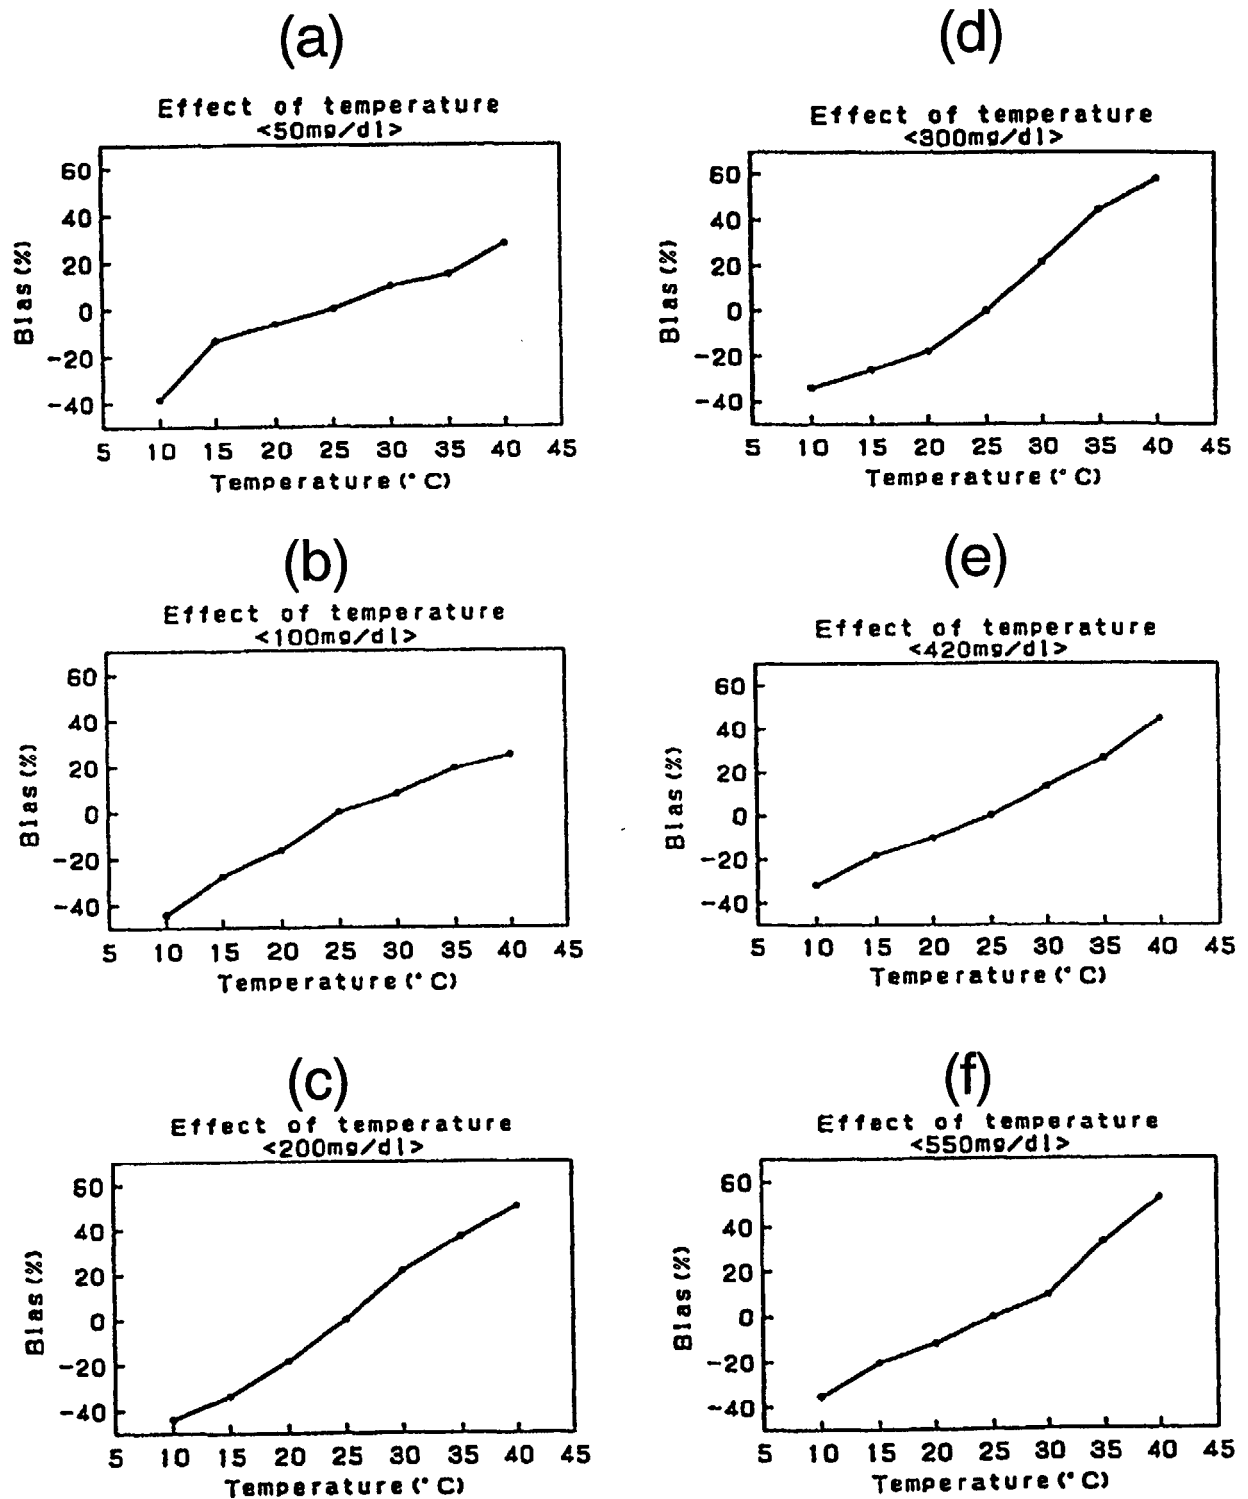 (a)
Effect of temperature
<50mg/dl>
60
40
20
0
-20
-40
Bias(%)
5 10 15 20 25 30 35 40 45
Temperature(°C)
(b)
Effect of temperature
<100mg/dl>
60
40
20
0
-20
-40
Bias(%)
5 10 15 20 25 30 35 40 45
Temperature(°C)
(c)
Effect of temperature
<200mg/dl>
60
40
20
0
-20
-40
Bias(%)
5 10 15 20 25 30 35 40 45
Temperature(°C)
(d)
Effect of temperature
<300mg/dl>
60
40
20
0
-20
-40
Bias(%)
5 10 15 20 25 30 35 40 45
Temperature(°C)
(e)
Effect of temperature
<420mg/dl>
60
40
20
0
-20
-40
Bias(%)
5 10 15 20 25 30 35 40 45
Temperature(°C)
(f)
Effect of temperature
<550mg/dl>
60
40
20
0
-20
-40
Bias(%)
5 10 15 20 25 30 35 40 45
Temperature(°C)